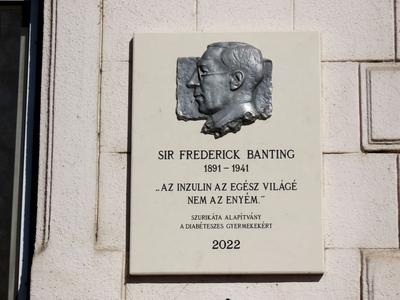 SIR FREDERICK BANTING
1891 – 1941
„AZ INZULIN AZ EGÉSZ VILÁGÉ
NEM AZ ENYÉM.”
SZURIKÁTA ALAPÍTVÁNY
A DIABÉTESZES GYERMEKEKÉRT
2022